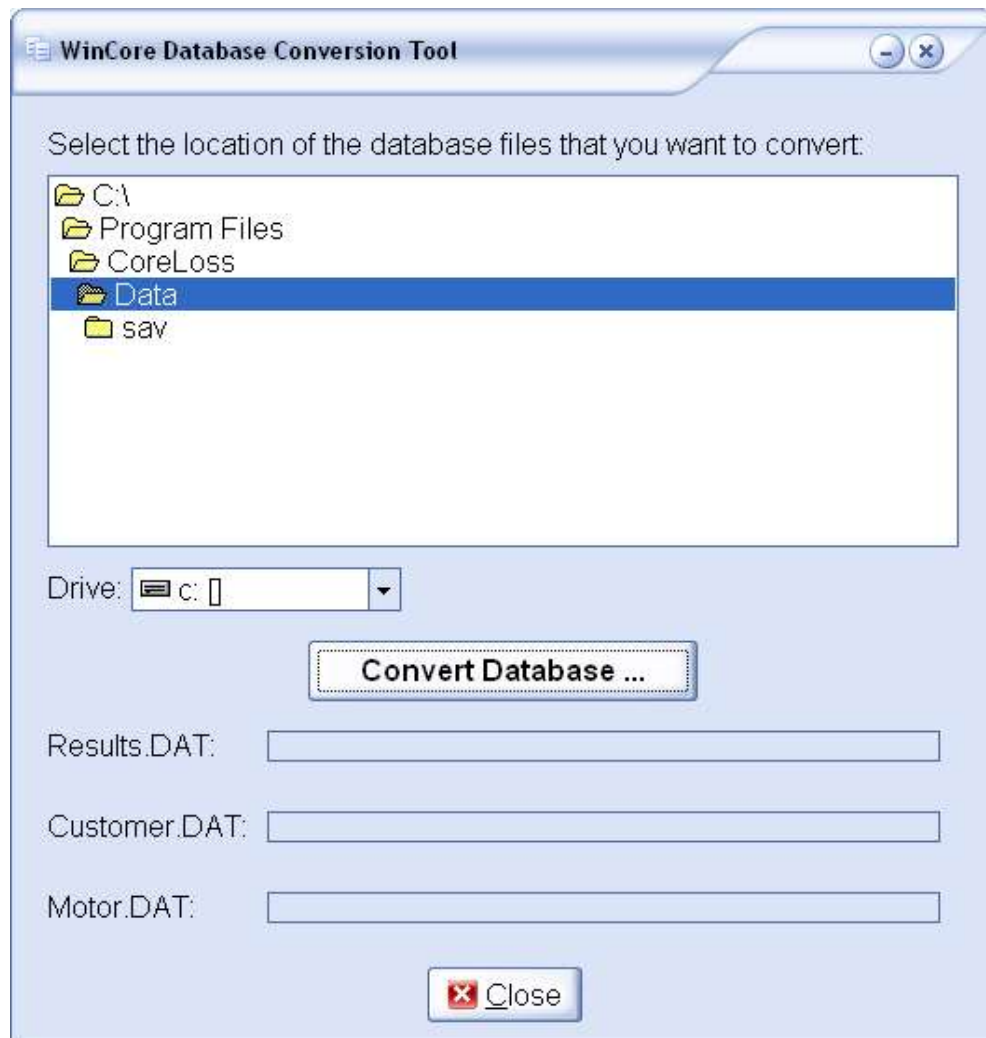 WinCore Database Conversion Tool
Select the location of the database files that you want to convert:
C:\
Program Files
CoreLoss
Data
sav
Drive: c: []
Convert Database ...
Results.DAT:
Customer.DAT:
Motor.DAT:
Close